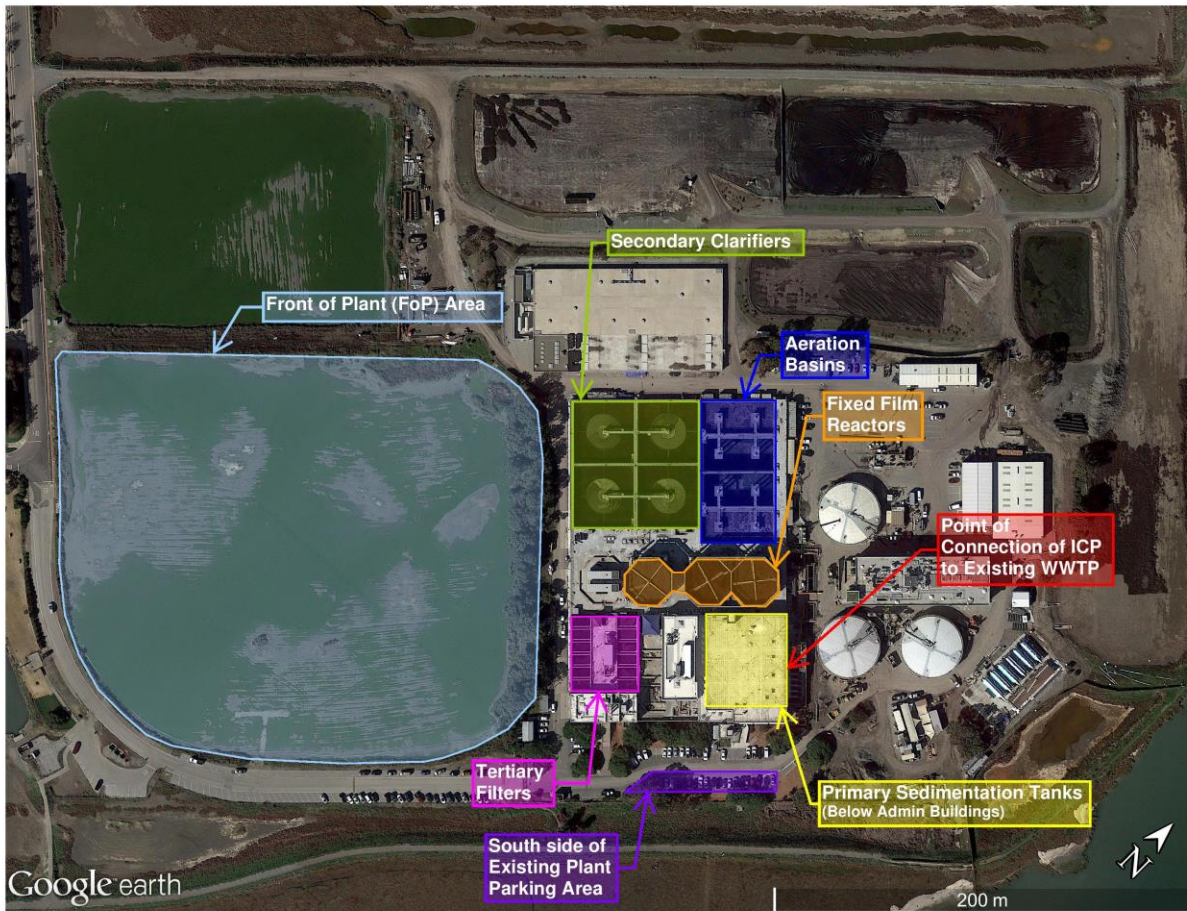 Secondary Clarifiers
Front of Plant (FoP) Area
Aeration
Basins
Fixed Film
Reactors
Point of
Connection of ICP
to Existing WWTP
Tertiary
Filters
Primary Sedimentation Tanks
(Below Admin Buildings)
South side of
Existing Plant
Parking Area
Google earth
200 m
N